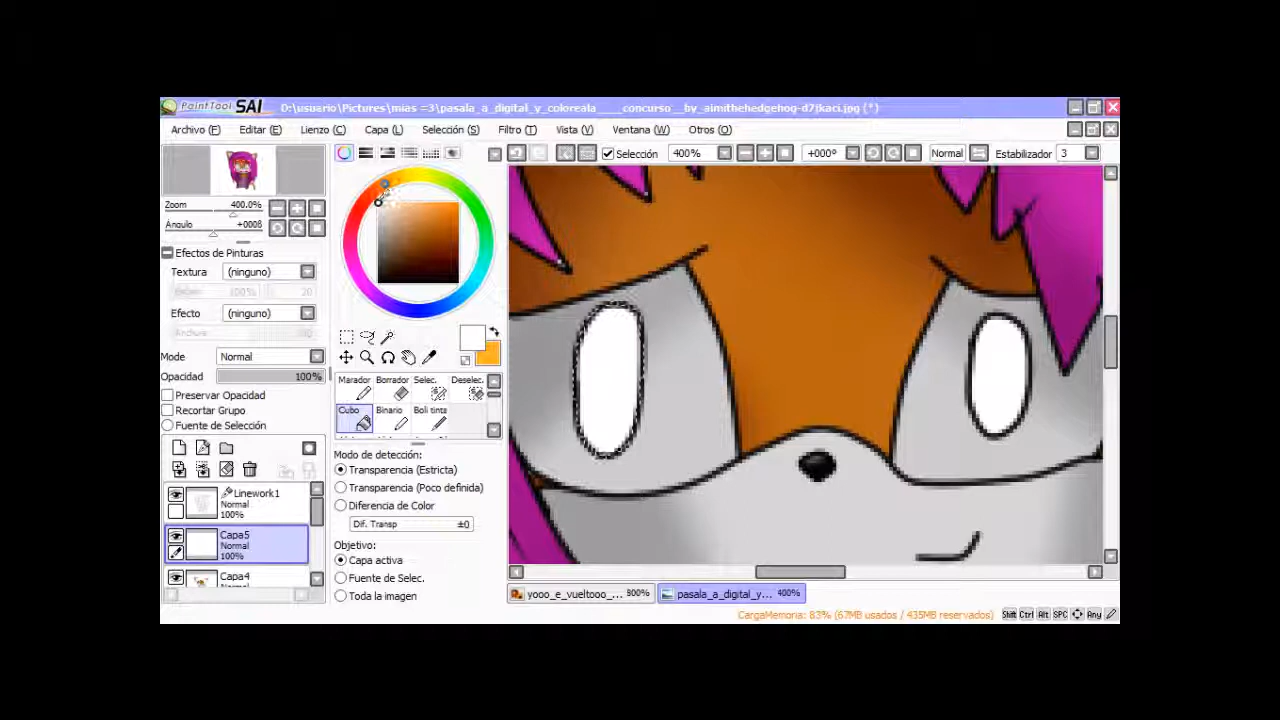 PaintTool SAI D:\usuario\Pictures\mias =3\pasala_a_digital_y_coloreala____concurso__by_aimithehedgehog-d7jkaci.jpg (*)
Archivo (F) Editar (E) Lienzo (C) Capa (L) Selección (S) Filtro (T) Vista (V) Ventana (W) Otros (O)
Selección 400% +000° Normal Estabilizador 3
Zoom 400.0%
Angulo
Efectos de Pinturas
Textura (ninguno)
100% 20
Efecto (ninguno)
Mode Normal
Opacidad 100%
Preservar Opacidad
Recortar Grupo
Fuente de Selección
Linework1
Normal
100%
Capa5
Normal
100%
Capa4
Marador Borrador Selec. Deselec.
Cubo Binario Boli tinta
Modo de detección:
Transparencia (Estricta)
Transparencia (Poco definida)
Diferencia de Color
Dif. Transp ±0
Objetivo:
Capa activa
Fuente de Selec.
Toda la imagen
yooo_e_vueltooo_... 800% pasala_a_digital_y... 400%
CargaMemoria: 83% (67MB usados / 435MB reservados) Shift Ctrl Alt SPC Any